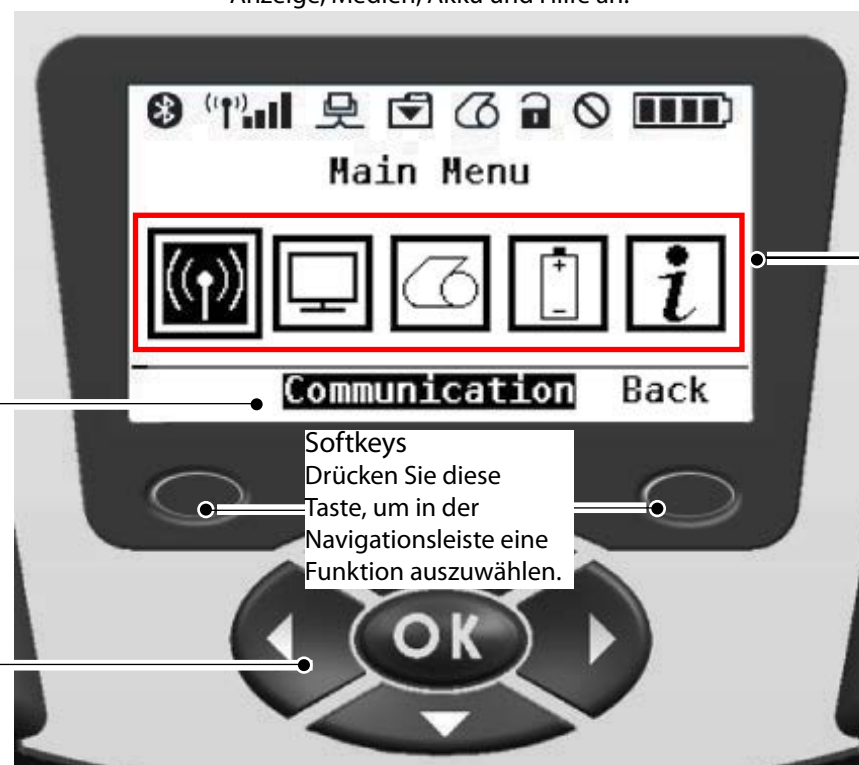 Anzeige, Medien, Akku und Hilfe an.
Main Menu
Communication Back
Softkeys
Drücken Sie diese
Taste, um in der
Navigationsleiste eine
Funktion auszuwählen.
OK